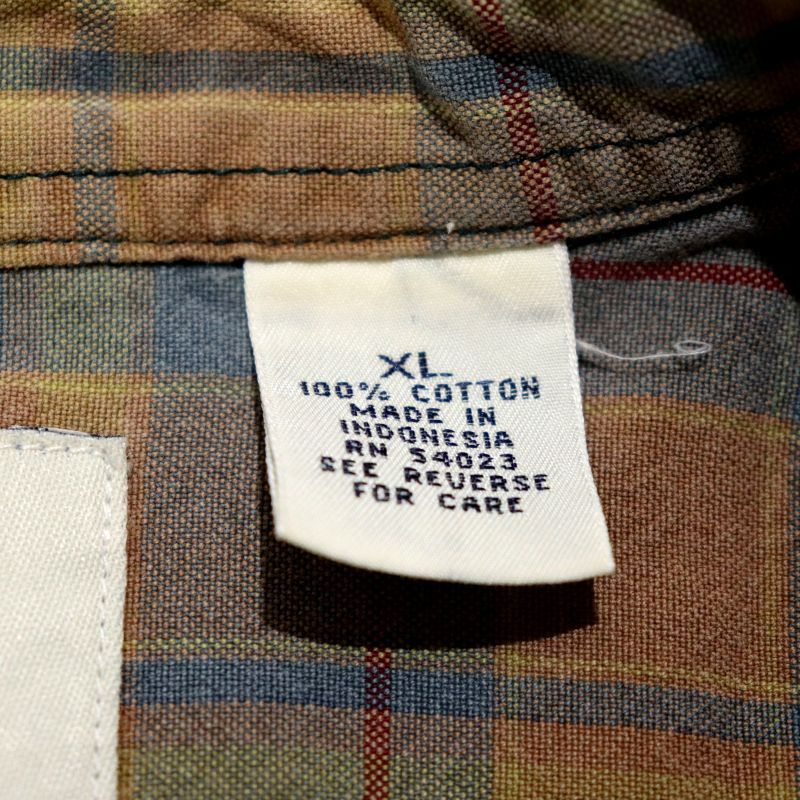 XL
100% COTTON
MADE IN
INDONESIA
RN 54023
SEE REVERSE
FOR CARE